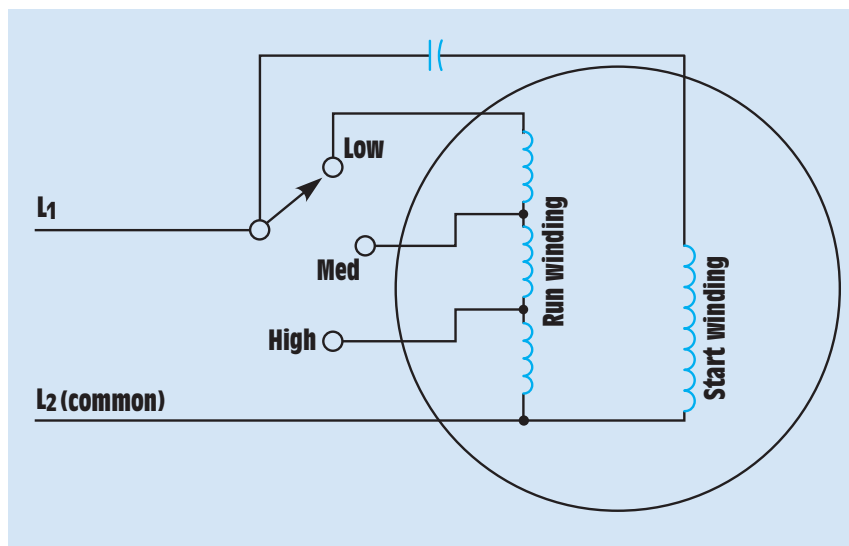 Low
L1
Med
High
L2 (common)
Run winding
Start winding